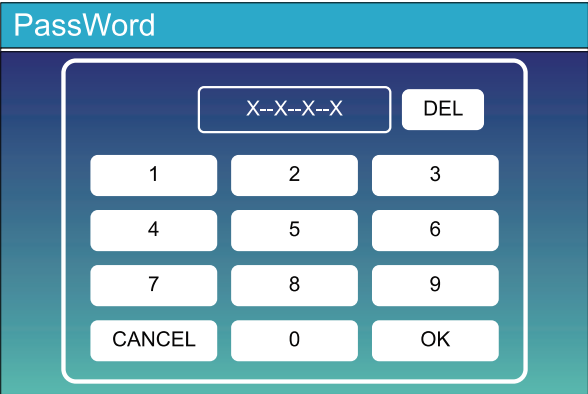 PassWord
X--X--X--X DEL
1 2 3
4 5 6
7 8 9
CANCEL 0 OK